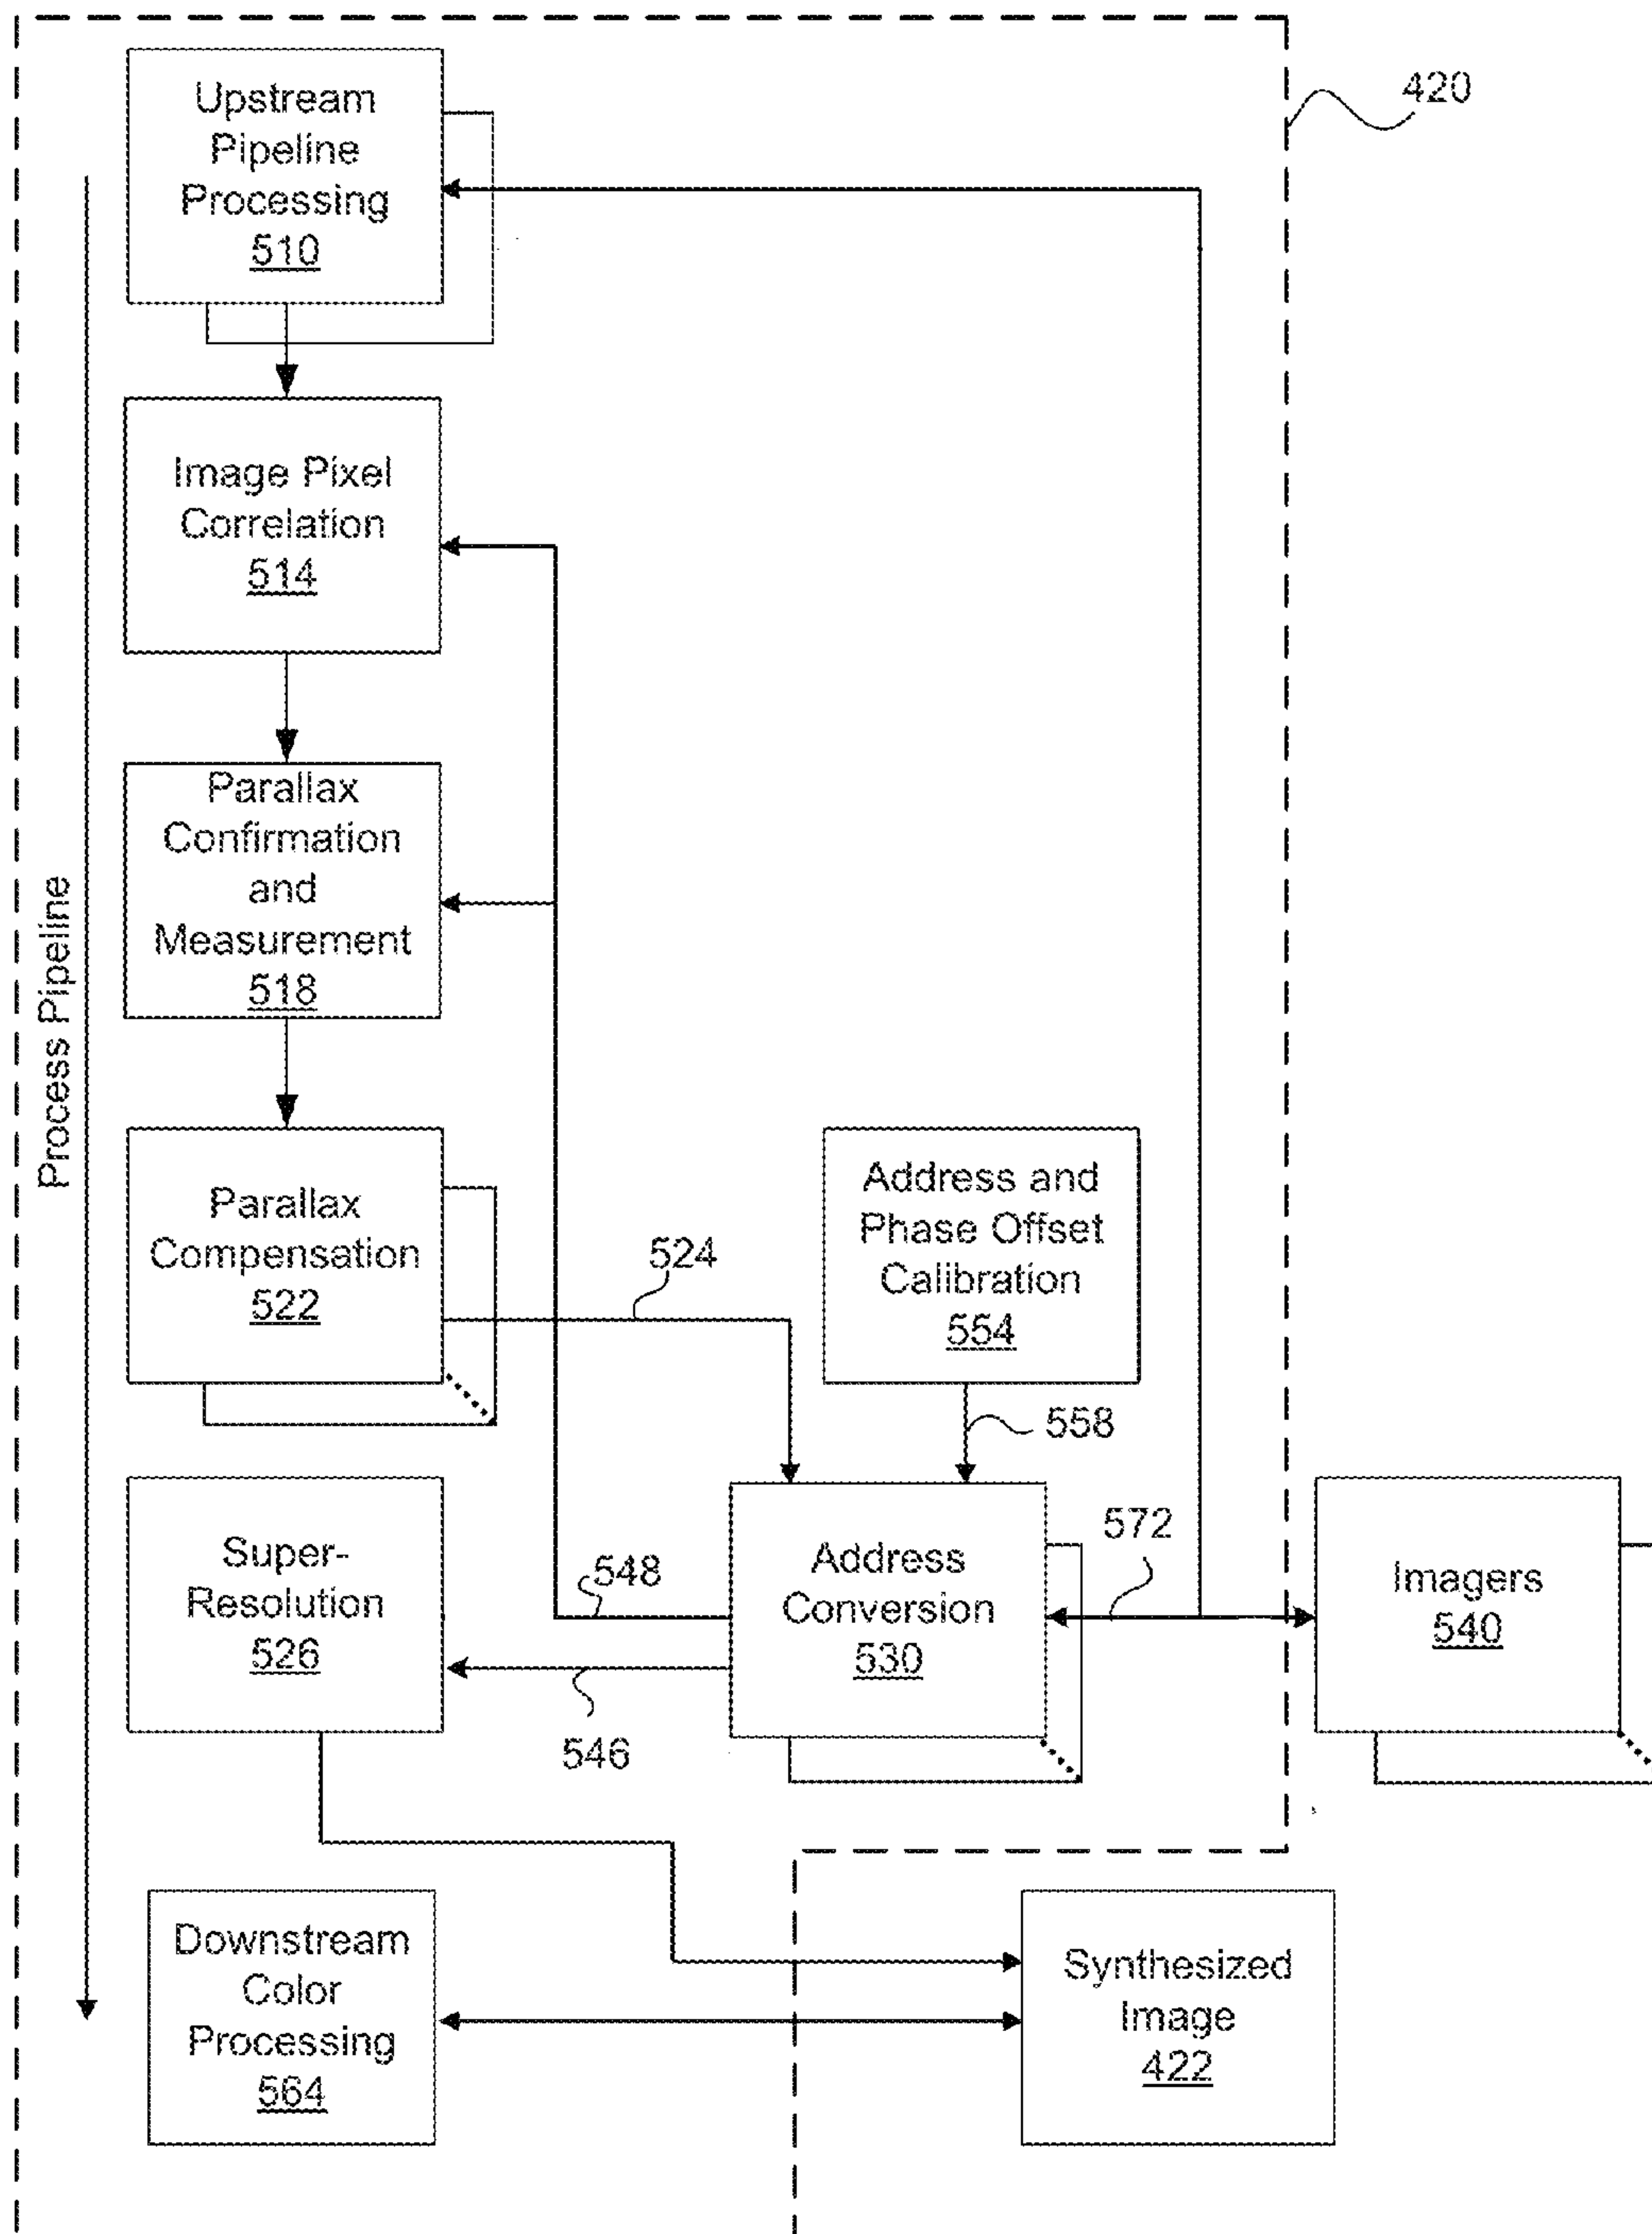 420
Upstream
Pipeline
Processing
510
Image Pixel
Correlation
514
Parallax
Confirmation
and
Measurement
518
Process Pipeline
Parallax
Compensation
522
524
Address and
Phase Offset
Calibration
554
558
Super-
Resolution
526
548
546
Address
Conversion
530
572
Imagers
540
Downstream
Color
Processing
564
Synthesized
Image
422